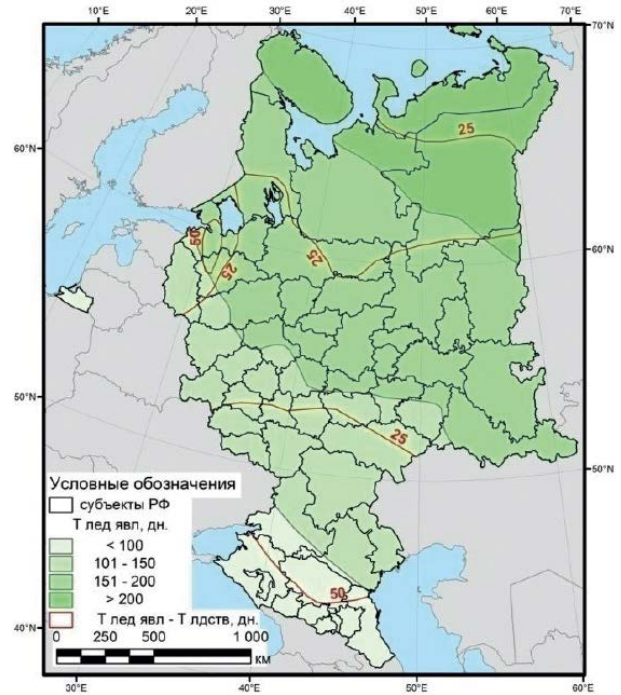 10°E 20°E 30°E 40°E 50°E 60°E 70°E
70°N
60°N
60°N
50°N
50°N
40°N
25
50
25
25
25
50
Условные обозначения
субъекты РФ
Т лед явл, дн.
< 100
101 - 150
151 - 200
> 200
Т лед явл - Т лдств, дн.
0 250 500 1 000
км
30°E 40°E 50°E 60°E